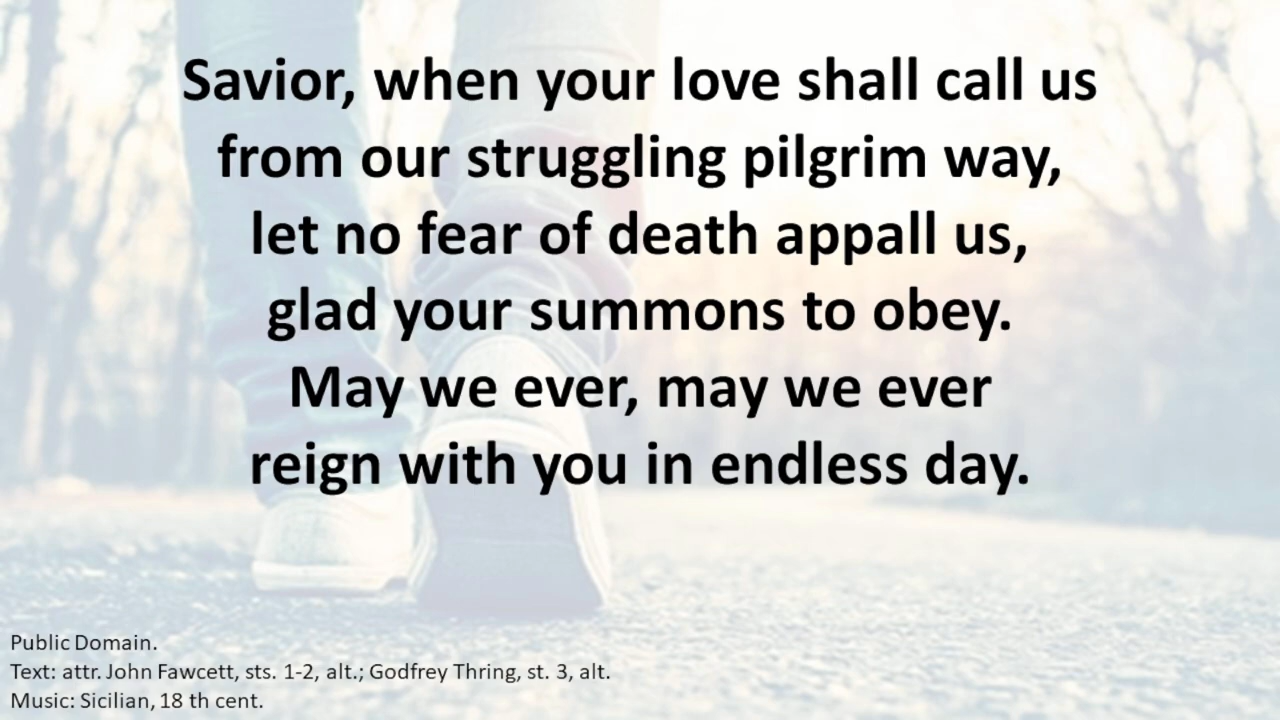 Savior, when your love shall call us
from our struggling pilgrim way,
let no fear of death appall us,
glad your summons to obey.
May we ever, may we ever
reign with you in endless day.
Public Domain.
Text: attr. John Fawcett, sts. 1-2, alt.; Godfrey Thring, st. 3, alt.
Music: Sicilian, 18 th cent.